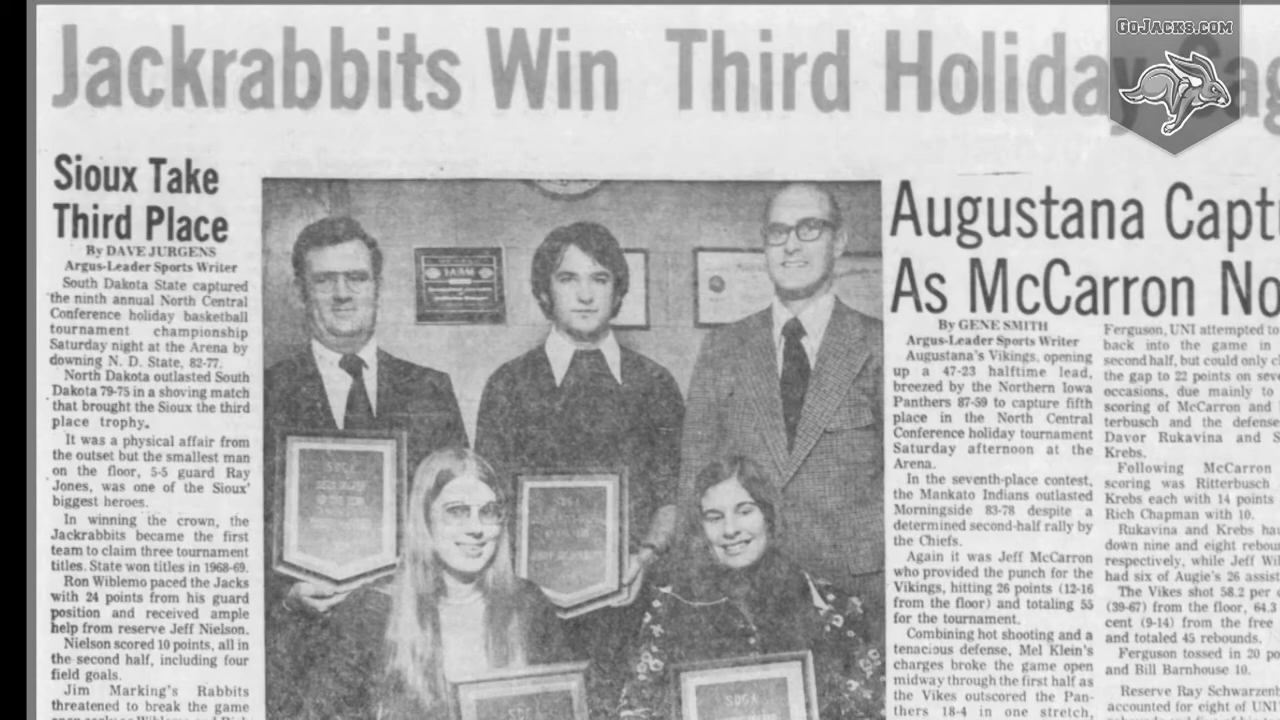 GoJacks.com
Jackrabbits Win Third Holiday
Sioux Take
Third Place
By DAVE JURGENS
Argus-Leader Sports Writer
South Dakota State captured
the ninth annual North Central
Conference holiday basketball
tournament championship
Saturday night at the Arena by
downing N. D. State, 82-77.
North Dakota outlasted South
Dakota 79-75 in a shoving match
that brought the Sioux the third
place trophy.
It was a physical affair from
the outset but the smallest man
on the floor, 5-5 guard Ray
Jones, was one of the Sioux'
biggest heroes.
In winning the crown, the
Jackrabbits became the first
team to claim three tournament
titles. State won titles in 1968-69.
Ron Wiblemo paced the Jacks
with 24 points from his guard
position and received ample
help from reserve Jeff Nielson.
Nielson scored 10 points, all in
the second half, including four
field goals.
Jim Marking's Rabbits
threatened to break the game
Augustana Capt
As McCarron No
By GENE SMITH
Argus-Leader Sports Writer
Augustana's Vikings, opening
up a 47-23 halftime lead,
breezed by the Northern Iowa
Panthers 87-59 to capture fifth
place in the North Central
Conference holiday tournament
Saturday afternoon at the
Arena.
In the seventh-place contest,
the Mankato Indians outlasted
Morningside 83-78 despite a
determined second-half rally by
the Chiefs.
Again it was Jeff McCarron
who provided the punch for the
Vikings, hitting 26 points (12-16
from the floor) and totaling 55
for the tournament.
Combining hot shooting and a
tenacious defense, Mel Klein's
charges broke the game open
midway through the first half as
the Vikes outscored the Pan-
thers 18-4 in one stretch,
Ferguson, UNI attempted to
back into the game in
second half, but could only c
the gap to 22 points on seve
occasions, due mainly to
scoring of McCarron and
terbusch and the defense
Davor Rukavina and S
Krebs.
Following McCarron
scoring was Ritterbusch
Krebs each with 14 points
Rich Chapman with 10.
Rukavina and Krebs ha
down nine and eight rebou
respectively, while Jeff Wil
had six of Augie's 26 assist
The Vikes shot 58.2 per
(39-67) from the floor, 64.3
cent (9-14) from the free
and totaled 45 rebounds.
Ferguson tossed in 20 po
and Bill Barnhouse 10.
Reserve Ray Schwarzen
accounted for eight of UNI